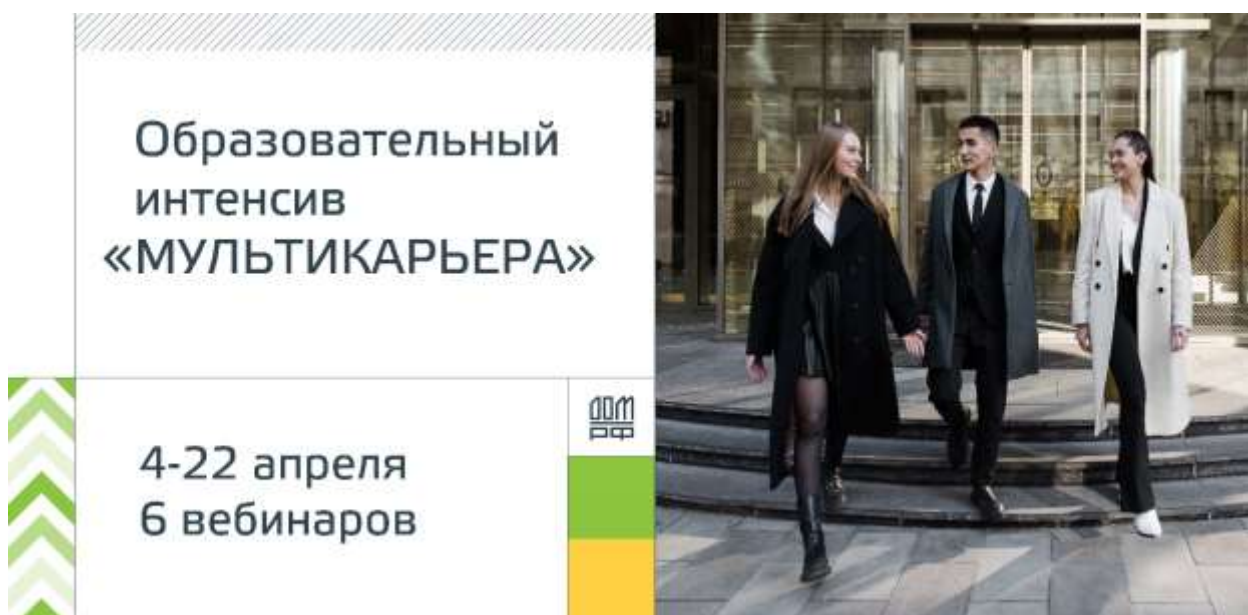 Образовательный
интенсив
«МУЛЬТИКАРЬЕРА»
ДОМ
РФ
4-22 апреля
6 вебинаров